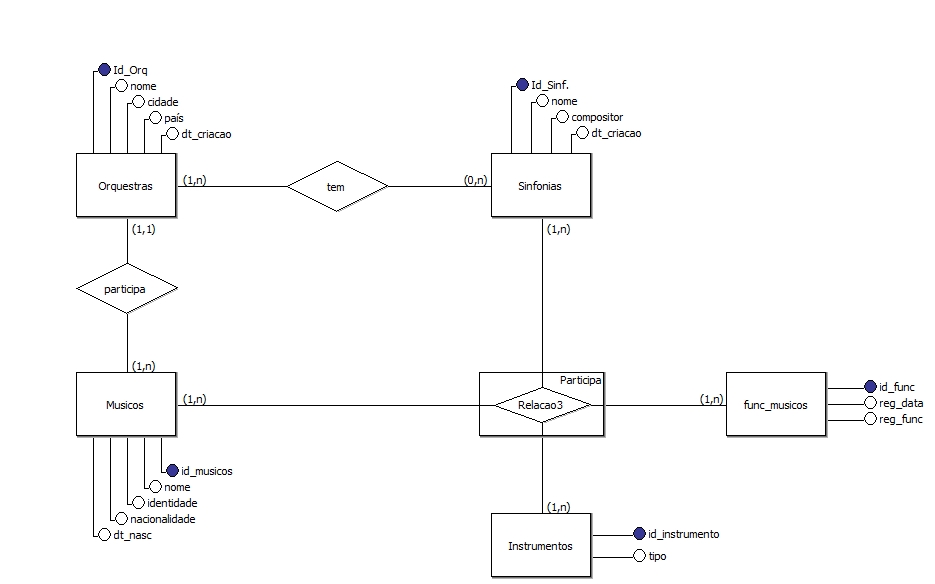 Id_Orq
nome
cidade
país
dt_criacao
Id_Sinf.
nome
compositor
dt_criacao
Orquestras
(1,n)
tem
(0,n)
Sinfonias
(1,1)
(1,n)
participa
(1,n)
Musicos
(1,n)
Participa
Relacao3
(1,n)
func_musicos
id_func
reg_data
reg_func
id_musicos
nome
identidade
nacionalidade
dt_nasc
(1,n)
Instrumentos
id_instrumento
tipo